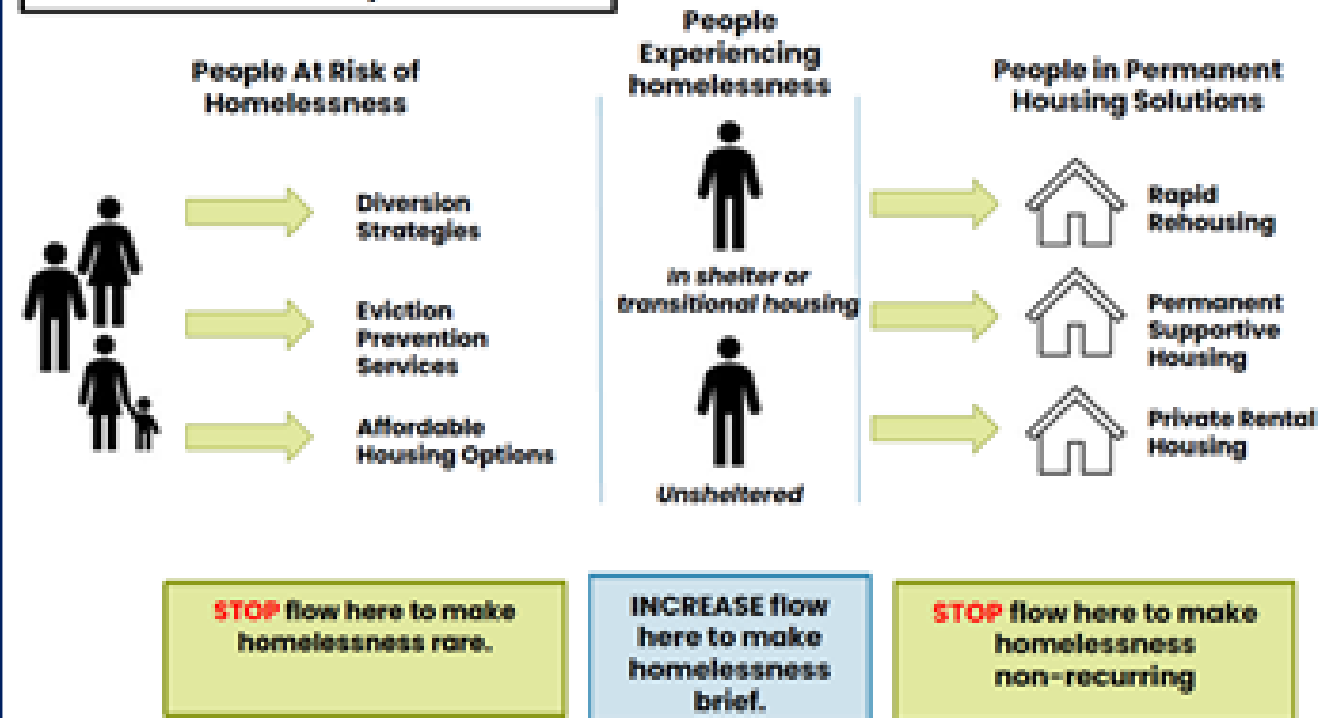 People At Risk of
Homelessness
Diversion
Strategies
Eviction
Prevention
Services
Affordable
Housing Options
People
Experiencing
homelessness
In shelter or
transitional housing
Unsheltered
People in Permanent
Housing Solutions
Rapid
Rehousing
Permanent
Supportive
Housing
Private Rental
Housing
STOP flow here to make
homelessness rare.
INCREASE flow
here to make
homelessness
brief.
STOP flow here to make
homelessness
non-recurring